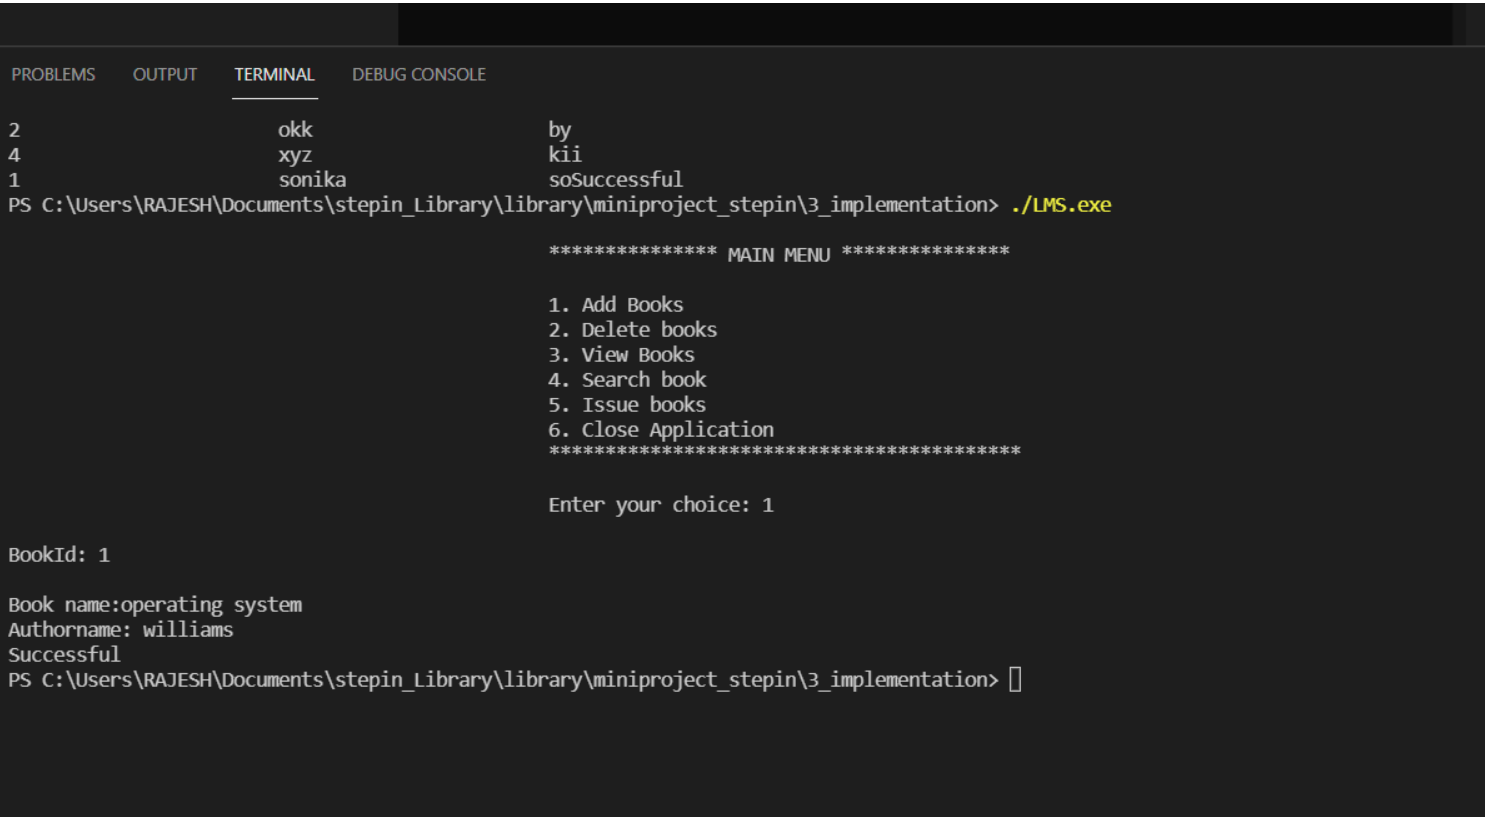 PROBLEMS OUTPUT TERMINAL DEBUG CONSOLE
2 okk by
4 xyz kii
1 sonika soSuccessful
PS C:\Users\RAJESH\Documents\stepin_Library\library\miniproject_stepin\3_implementation> ./LMS.exe
*************** MAIN MENU ***************
1. Add Books
2. Delete books
3. View Books
4. Search book
5. Issue books
6. Close Application
******************************************
Enter your choice: 1
BookId: 1
Book name:operating system
Authorname: williams
Successful
PS C:\Users\RAJESH\Documents\stepin_Library\library\miniproject_stepin\3_implementation>